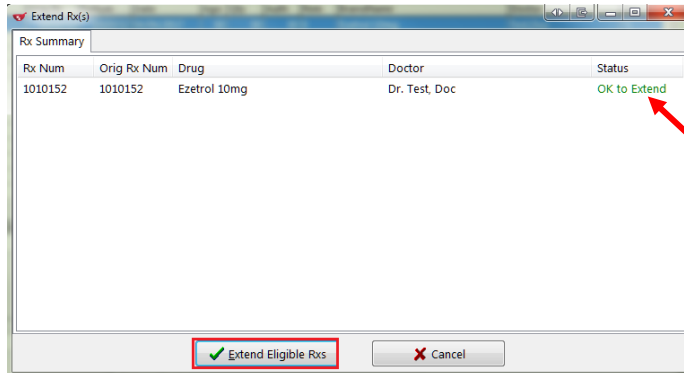 Extend Rx(s)
Rx Summary
Rx Num Orig Rx Num Drug Doctor Status
1010152 1010152 Ezetrol 10mg Dr. Test, Doc OK to Extend
Extend Eligible Rxs Cancel